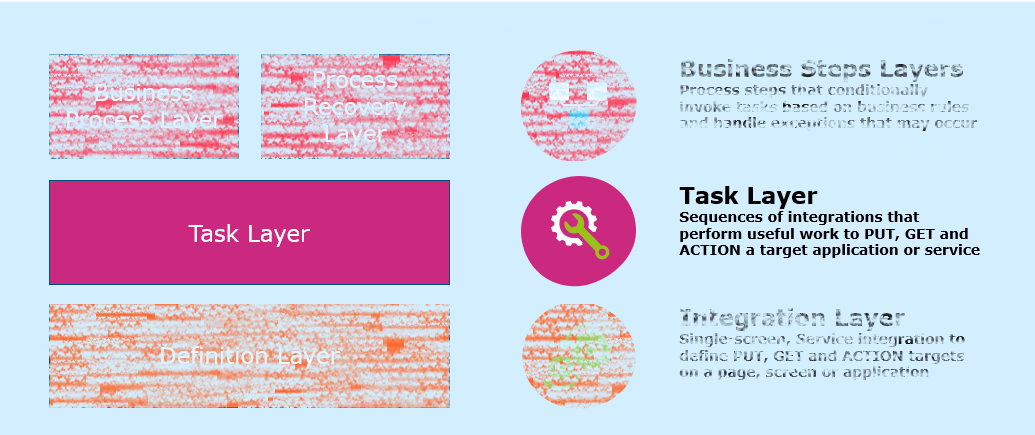 Business
Process Layer
Process
Recovery
Layer
Business Steps Layers
Process steps that conditionally
invoke tasks based on business rules
and handle exceptions that may occur
Task Layer
Task Layer
Sequences of integrations that
perform useful work to PUT, GET and
ACTION a target application or service
Definition Layer
Integration Layer
Single-screen, Service integration to
define PUT, GET and ACTION targets
on a page, screen or application